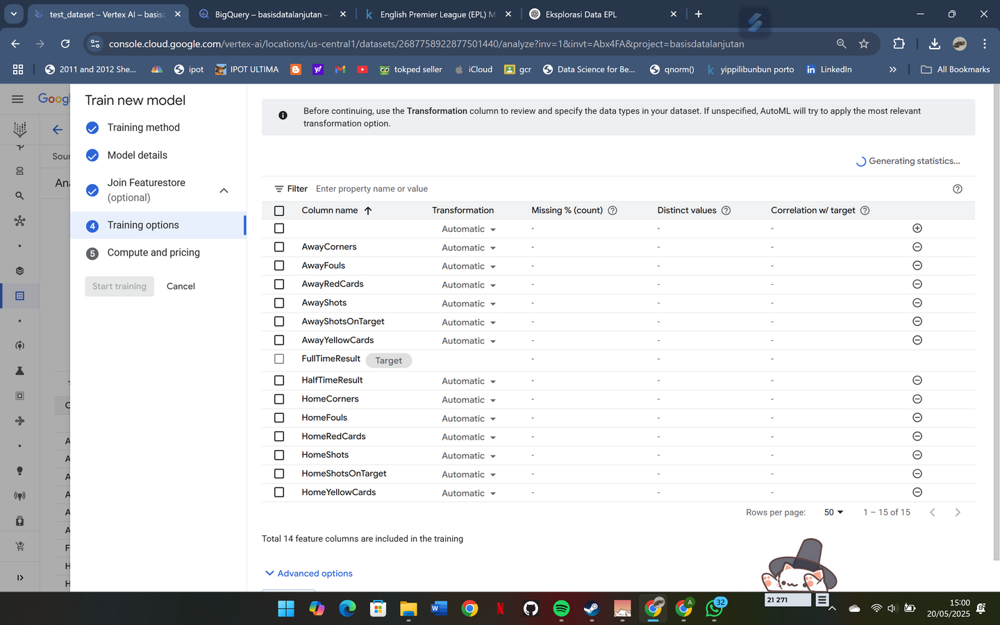 test_dataset – Vertex AI – basisc
BigQuery – basisdatalanjutan –
English Premier League (EPL) M
Eksplorasi Data EPL
console.cloud.google.com/vertex-ai/locations/us-central1/datasets/2687758922877501440/analyze?inv=1&invt=Abx4FA&project=basisdatalanjutan
2011 and 2012 She...
ipot
IPOT ULTIMA
tokped seller
iCloud
gcr
Data Science for Be...
qnorm()
yippilibunbun porto
LinkedIn
All Bookmarks
Googl
Sour
Ana
Train new model
Training method
Model details
Join Featurestore
(optional)
4 Training options
5 Compute and pricing
Start training Cancel
Before continuing, use the Transformation column to review and specify the data types in your dataset. If unspecified, AutoML will try to apply the most relevant
transformation option.
Generating statistics...
Filter Enter property name or value
Column name Transformation Missing % (count) Distinct values Correlation w/ target
Automatic - - -
AwayCorners Automatic - - -
AwayFouls Automatic - - -
AwayRedCards Automatic - - -
AwayShots Automatic - - -
AwayShotsOnTarget Automatic - - -
AwayYellowCards Automatic - - -
FullTimeResult Target - - -
HalfTimeResult Automatic - - -
HomeCorners Automatic - - -
HomeFouls Automatic - - -
HomeRedCards Automatic - - -
HomeShots Automatic - - -
HomeShotsOnTarget Automatic - - -
HomeYellowCards Automatic - - -
Rows per page: 50 1 – 15 of 15
Total 14 feature columns are included in the training
Advanced options
21 271
32
15:00
20/05/2025